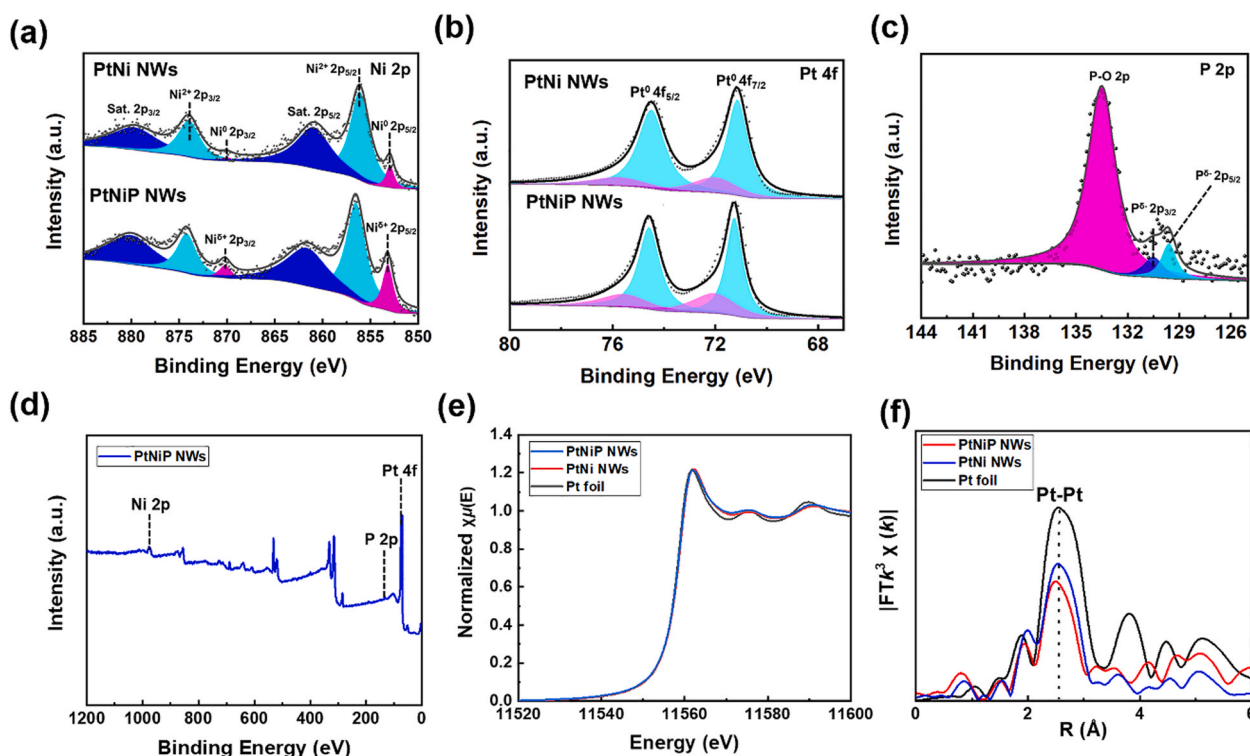 (a)
PtNi NWs
Ni 2p
Ni²⁺ 2p₅/₂
Ni²⁺ 2p₃/₂
Sat. 2p₃/₂
Sat. 2p₅/₂
Ni⁰ 2p₃/₂
Ni⁰ 2p₅/₂
PtNiP NWs
Niᵟ⁺ 2p₃/₂
Niᵟ⁺ 2p₅/₂
Intensity (a.u.)
885 880 875 870 865 860 855 850
Binding Energy (eV)
(b)
PtNi NWs
Pt 4f
Pt⁰ 4f₅/₂
Pt⁰ 4f₇/₂
PtNiP NWs
Intensity (a.u.)
80 76 72 68
Binding Energy (eV)
(c)
P-O 2p
P 2p
Pᵟ⁻ 2p₅/₂
Pᵟ⁻ 2p₃/₂
Intensity (a.u.)
144 141 138 135 132 129 126
Binding Energy (eV)
(d)
PtNiP NWs
Pt 4f
Ni 2p
P 2p
Intensity (a.u.)
1200 1000 800 600 400 200 0
Binding Energy (eV)
(e)
PtNiP NWs
PtNi NWs
Pt foil
Normalized χμ(E)
1.4
1.2
1.0
0.8
0.6
0.4
0.2
0.0
11520 11540 11560 11580 11600
Energy (eV)
(f)
PtNiP NWs
PtNi NWs
Pt foil
Pt-Pt
|FTk³ χ (k)|
0 2 4 6
R (Å)